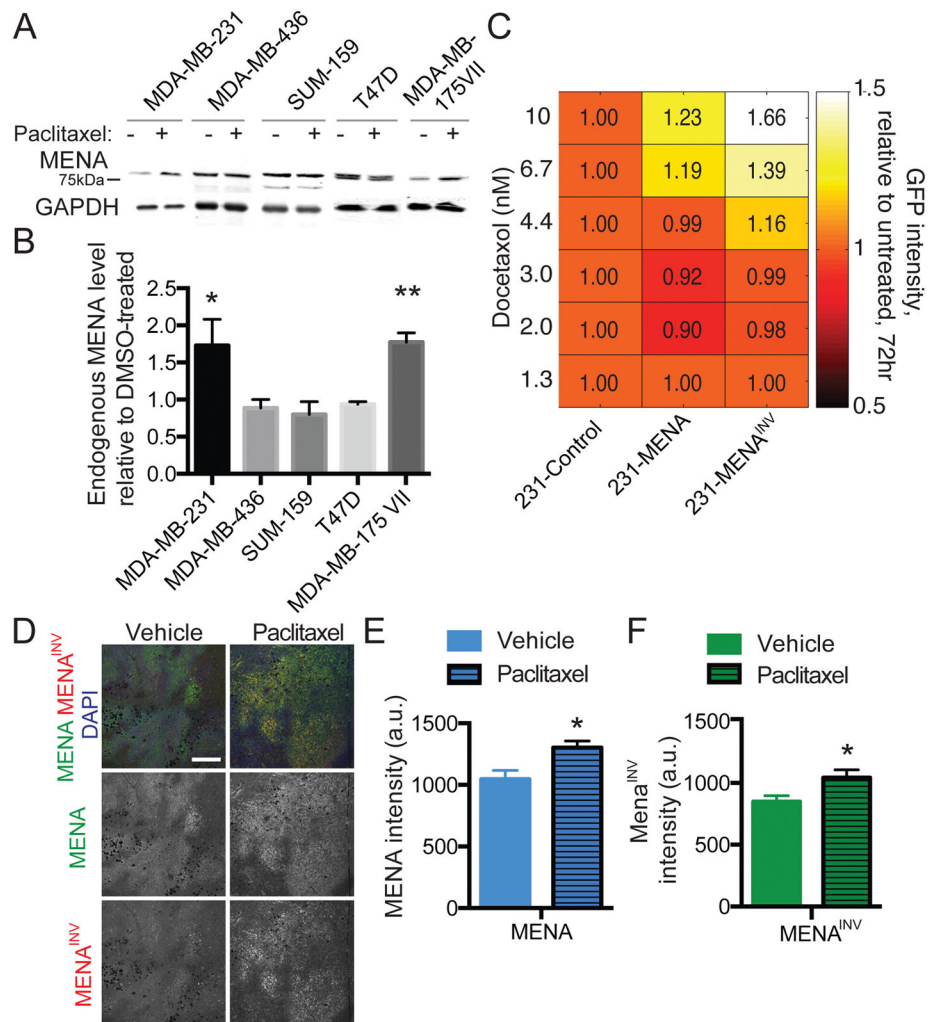 A
MDA-MB-231
MDA-MB-436
SUM-159
T47D
MDA-MB-
175VII
Paclitaxel: - + - + - + - + - +
MENA
75kDa
GAPDH
B
Endogenous MENA level
relative to DMSO-treated
2.5
2.0
1.5
1.0
0.5
0.0
*
**
MDA-MB-231
MDA-MB-436
SUM-159
T47D
MDA-MB-175 VII
C
Docetaxol (nM)
10 1.00 1.23 1.66
6.7 1.00 1.19 1.39
4.4 1.00 0.99 1.16
3.0 1.00 0.92 0.99
2.0 1.00 0.90 0.98
1.3 1.00 1.00 1.00
231-Control
231-MENA
231-MENA^INV
1.5
1
0.5
GFP intensity,
relative to untreated, 72hr
D
Vehicle Paclitaxel
MENA MENA^INV
DAPI
MENA
MENA^INV
E
Vehicle
Paclitaxel
MENA intensity (a.u.)
1500
1000
500
0
*
MENA
F
Vehicle
Paclitaxel
Mena^INV
intensity (a.u.)
1500
1000
500
0
*
MENA^INV